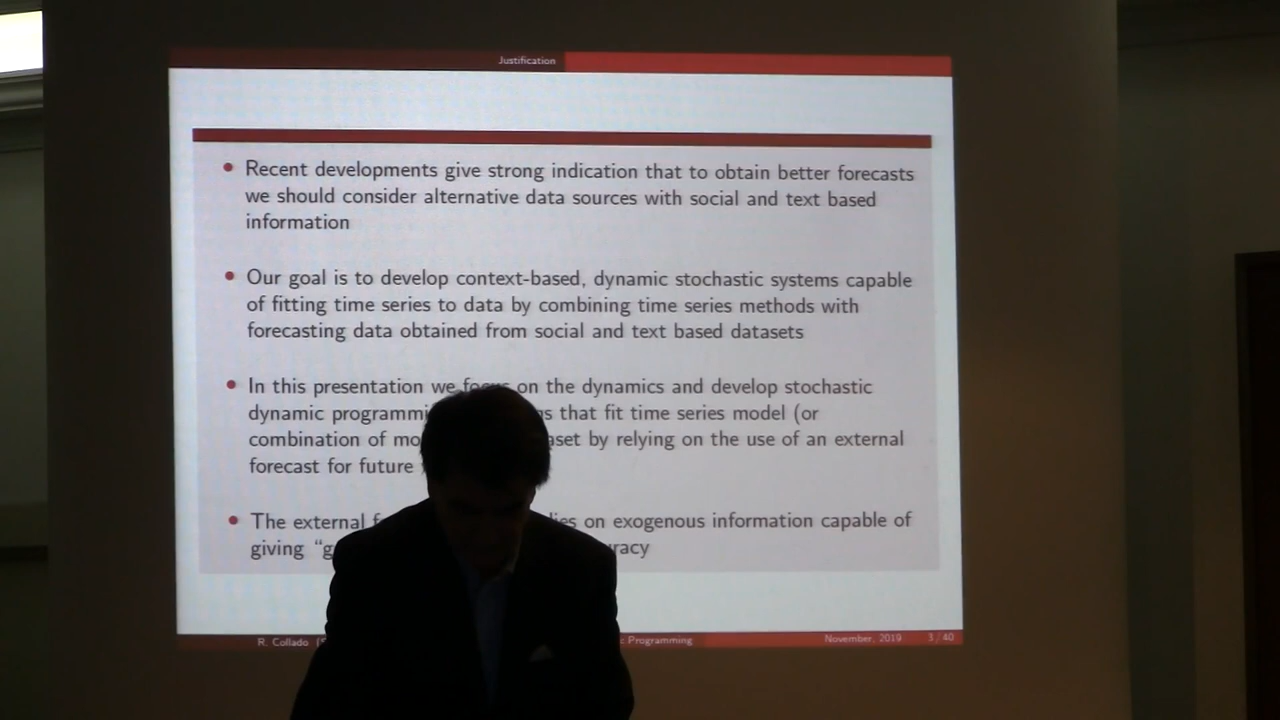 Justification
Recent developments give strong indication that to obtain better forecasts
we should consider alternative data sources with social and text based
information
Our goal is to develop context-based, dynamic stochastic systems capable
of fitting time series to data by combining time series methods with
forecasting data obtained from social and text based datasets
In this presentation we focus on the dynamics and develop stochastic
dynamic that fit time series model (or
combination of by relying on the use of an external
forecast for future
The external on exogenous information capable of
giving
R. Collado Programming November, 2019 3 / 40